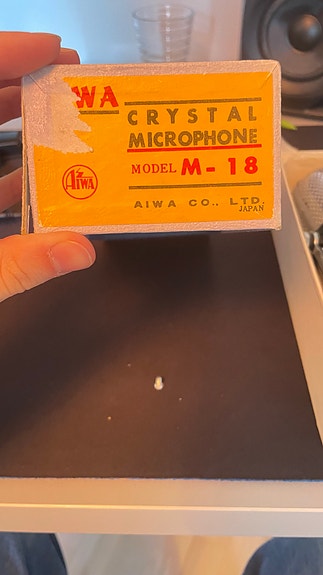 WA
CRYSTAL
MICROPHONE
MODEL M-18
AIWA
AIWA CO., LTD.
JAPAN